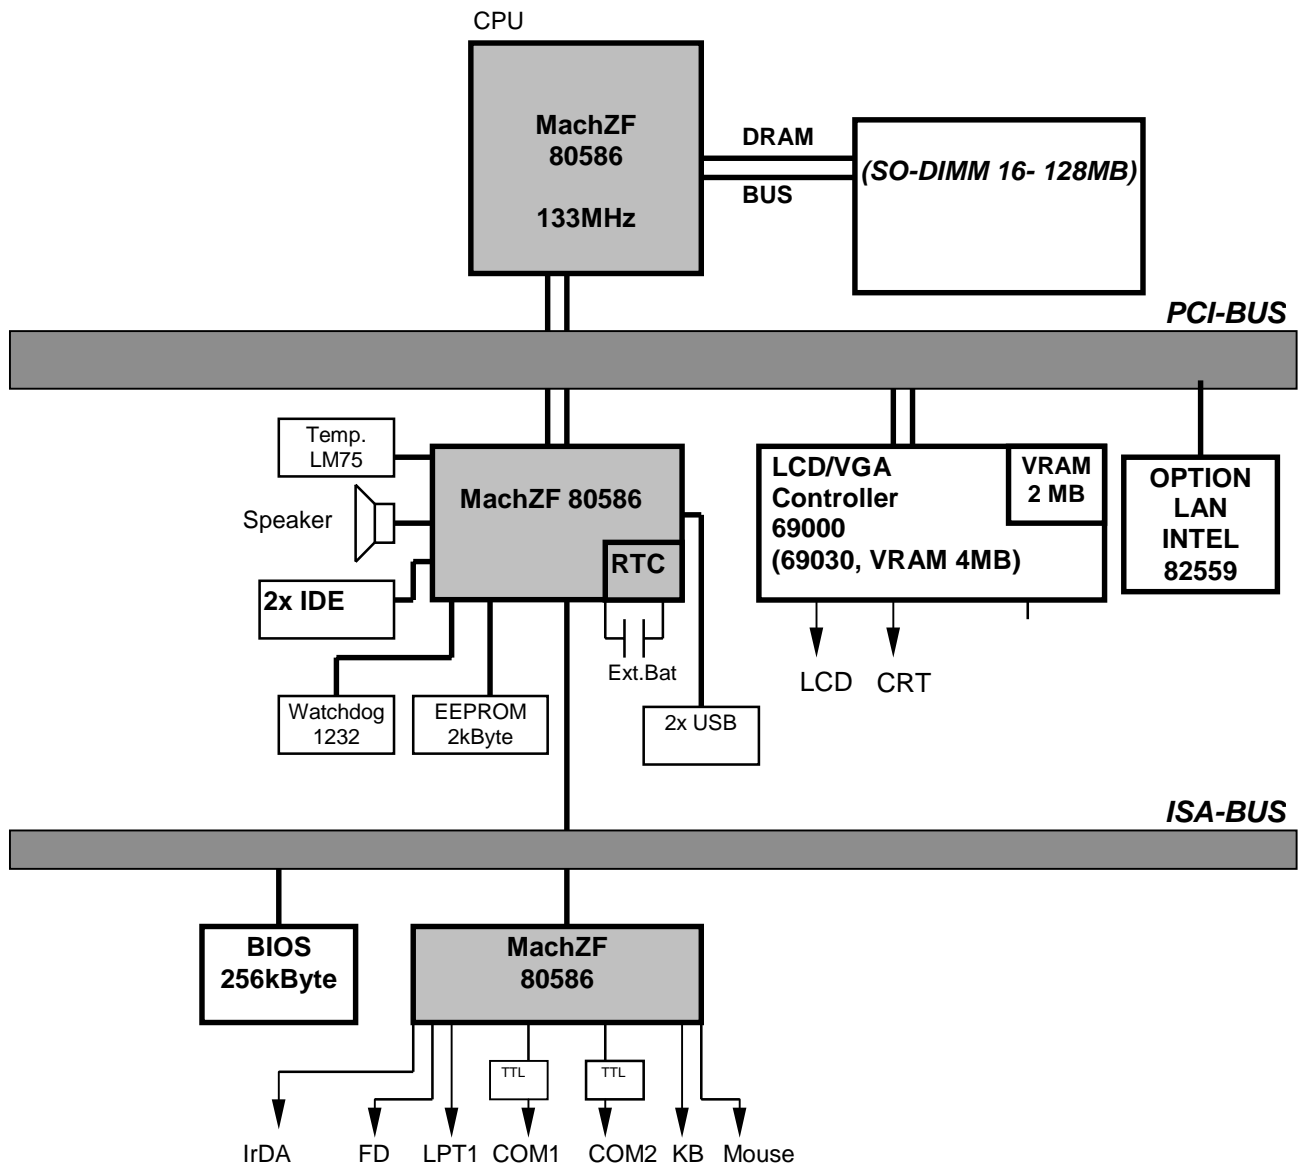 CPU
MachZF
80586
133MHz
DRAM
BUS
(SO-DIMM 16- 128MB)
PCI-BUS
Temp.
LM75
Speaker
2x IDE
MachZF 80586
RTC
Ext.Bat
Watchdog
1232
EEPROM
2kByte
2x USB
LCD/VGA
Controller
69000
(69030, VRAM 4MB)
VRAM
2 MB
LCD
CRT
OPTION
LAN
INTEL
82559
ISA-BUS
BIOS
256kByte
MachZF
80586
TTL
TTL
IrDA
FD
LPT1
COM1
COM2
KB
Mouse